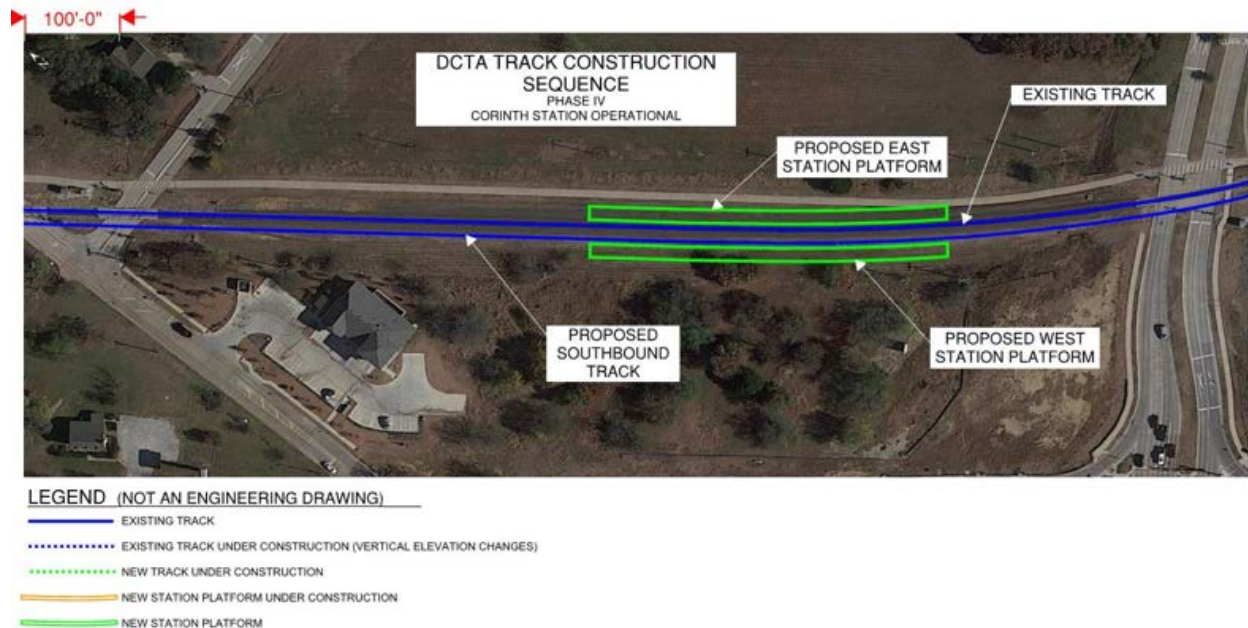 100'-0"
N
DCTA TRACK CONSTRUCTION
SEQUENCE
PHASE IV
CORINTH STATION OPERATIONAL
EXISTING TRACK
PROPOSED EAST
STATION PLATFORM
PROPOSED
SOUTHBOUND
TRACK
PROPOSED WEST
STATION PLATFORM
LEGEND (NOT AN ENGINEERING DRAWING)
EXISTING TRACK
EXISTING TRACK UNDER CONSTRUCTION (VERTICAL ELEVATION CHANGES)
NEW TRACK UNDER CONSTRUCTION
NEW STATION PLATFORM UNDER CONSTRUCTION
NEW STATION PLATFORM